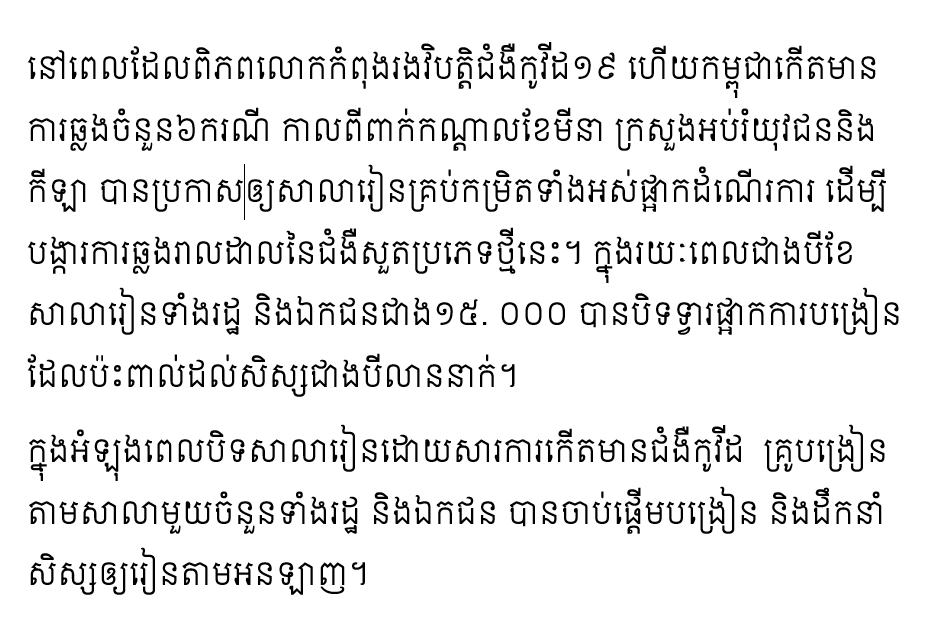 នៅពេលដែលពិភពលោកកំពុងរងវិបត្តិជំងឺកូវីដ១៩ ហើយកម្ពុជាកើតមាន
ការឆ្លងចំនួន៦ករណី កាលពីពាក់កណ្តាលខែមីនា ក្រសួងអប់រំយុវជននិង
កីឡា បានប្រកាសឲ្យសាលារៀនគ្រប់កម្រិតទាំងអស់ផ្អាកដំណើរការ ដើម្បី
បង្ការការឆ្លងរាលដាលនៃជំងឺសួតប្រភេទថ្មីនេះ។ ក្នុងរយៈពេលជាងបីខែ
សាលារៀនទាំងរដ្ឋ និងឯកជនជាង១៥. ០០០ បានបិទទ្វារផ្អាកការបង្រៀន
ដែលប៉ះពាល់ដល់សិស្សជាងបីលាននាក់។
ក្នុងអំឡុងពេលបិទសាលារៀនដោយសារការកើតមានជំងឺកូវីដ គ្រូបង្រៀន
តាមសាលាមួយចំនួនទាំងរដ្ឋ និងឯកជន បានចាប់ផ្តើមបង្រៀន និងដឹកនាំ
សិស្សឲ្យរៀនតាមអនឡាញ។